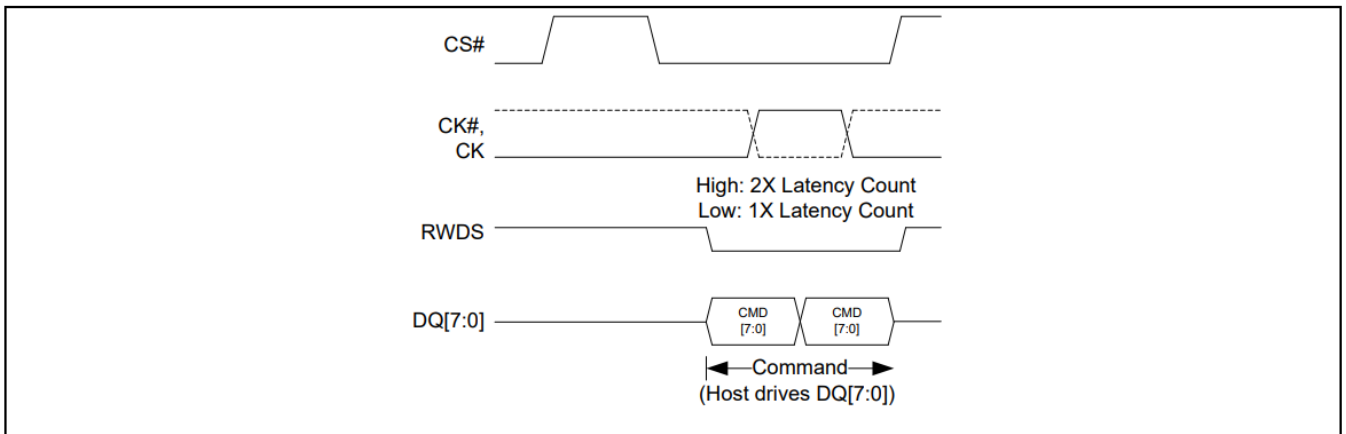 CS#
CK#,
CK
High: 2X Latency Count
Low: 1X Latency Count
RWDS
DQ[7:0]
CMD
[7:0]
CMD
[7:0]
Command
(Host drives DQ[7:0])